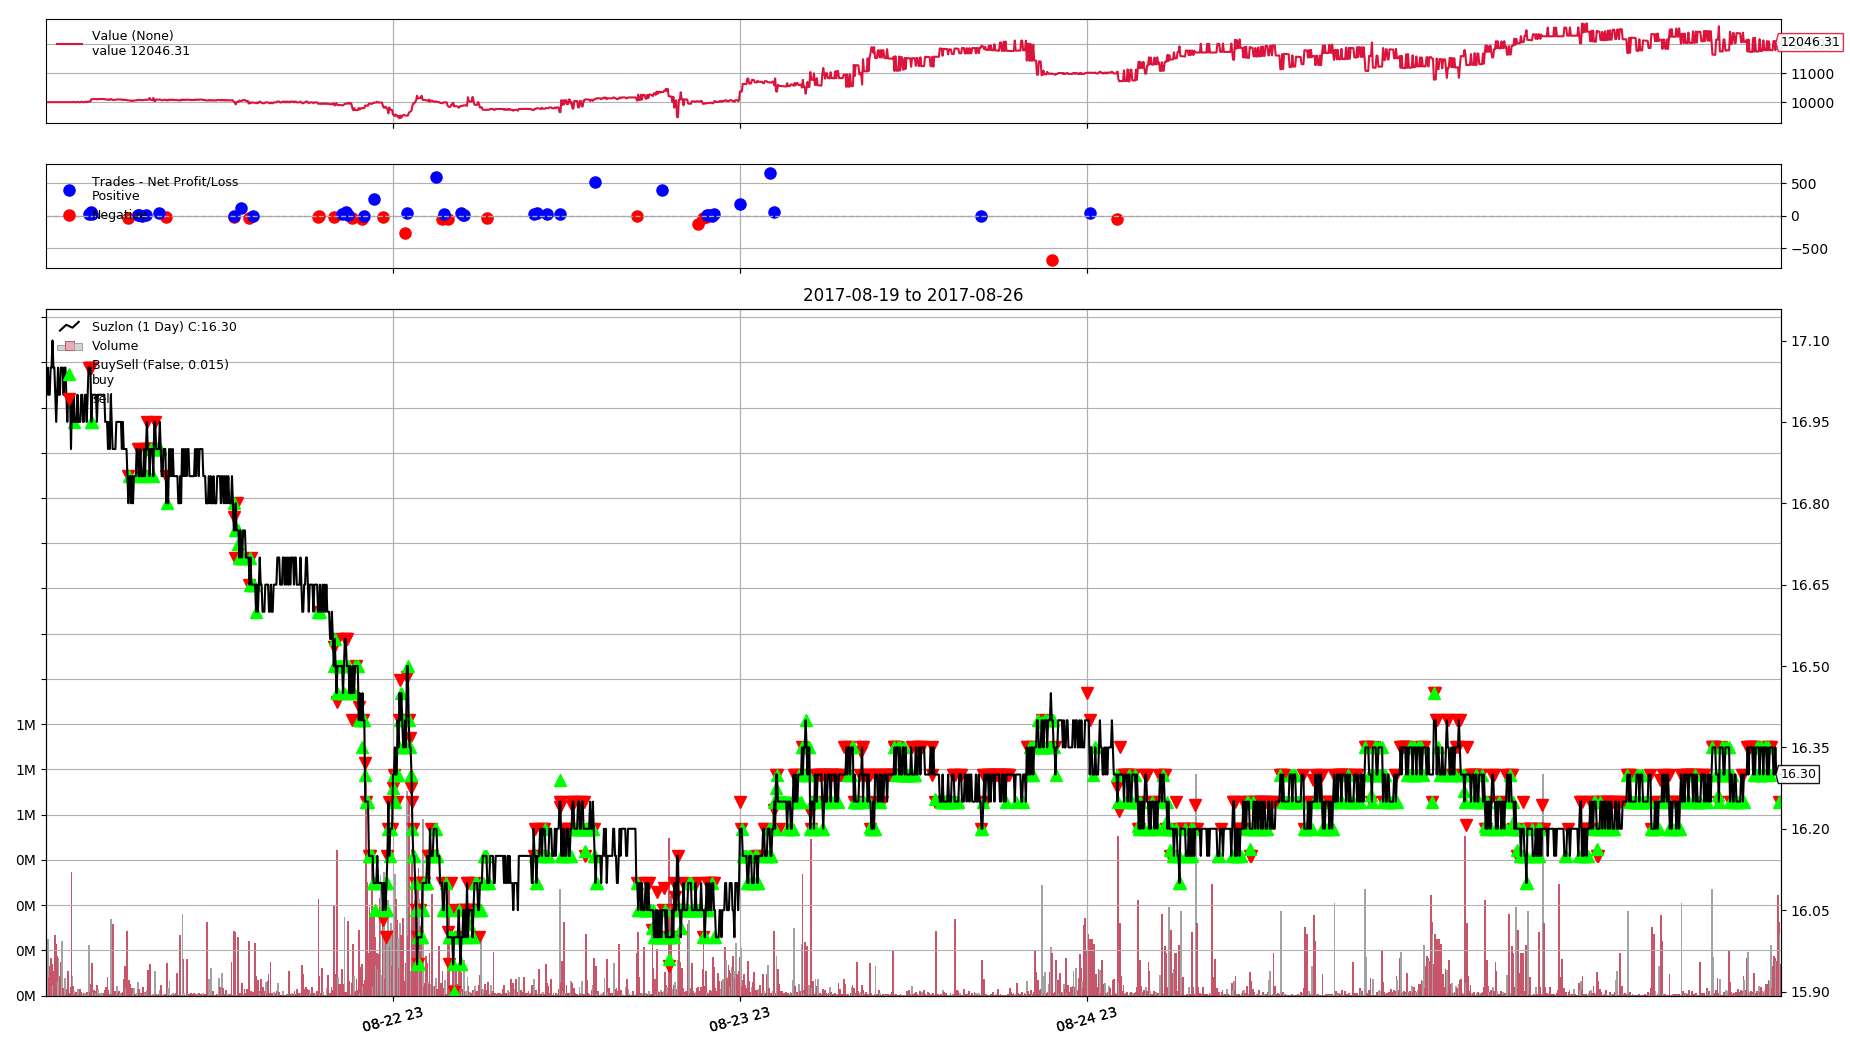 Value (None)
value 12046.31
12046.31
11000
10000
Trades - Net Profit/Loss
Positive
Negative
500
0
−500
2017-08-19 to 2017-08-26
Suzlon (1 Day) C:16.30
Volume
BuySell (False, 0.015)
buy
sell
17.10
16.95
16.80
16.65
16.50
16.35
16.30
16.20
16.05
15.90
1M
1M
1M
0M
0M
0M
0M
08-22 23
08-23 23
08-24 23